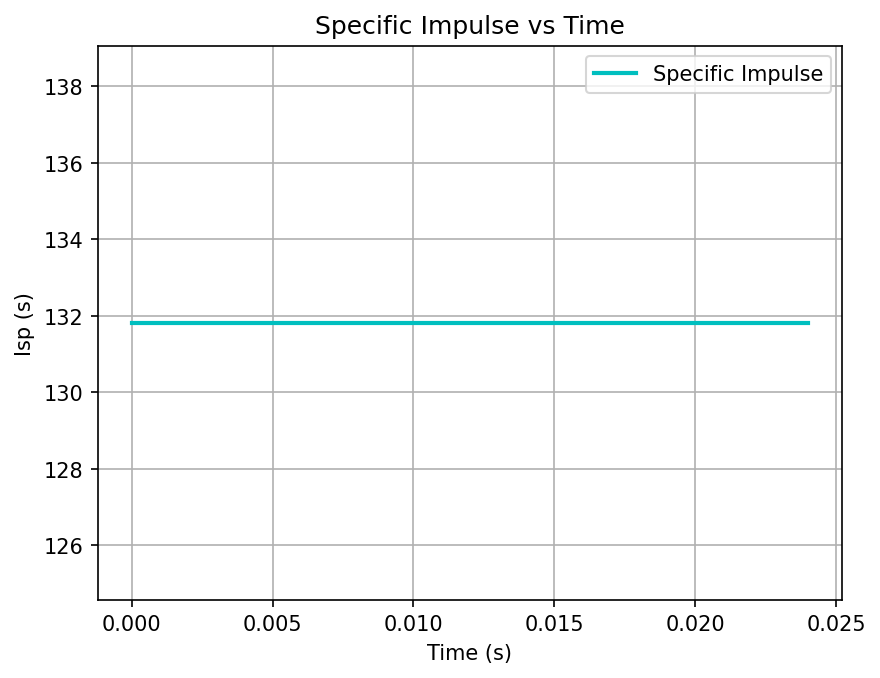 Specific Impulse vs Time
Specific Impulse
138
136
134
132
130
128
126
Isp (s)
0.000 0.005 0.010 0.015 0.020 0.025
Time (s)